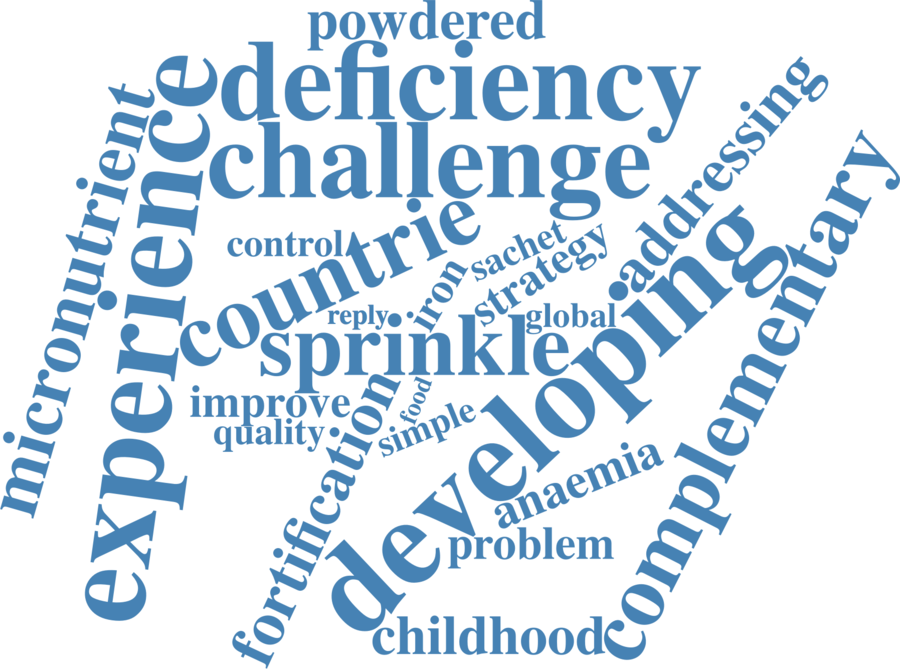 powdered
deficiency
challenge
micronutrient
experience
addressing
complementary
control
countrie
sachet
strategy
iron
reply
global
sprinkle
developing
improve
food
quality
simple
fortification
anaemia
problem
childhood